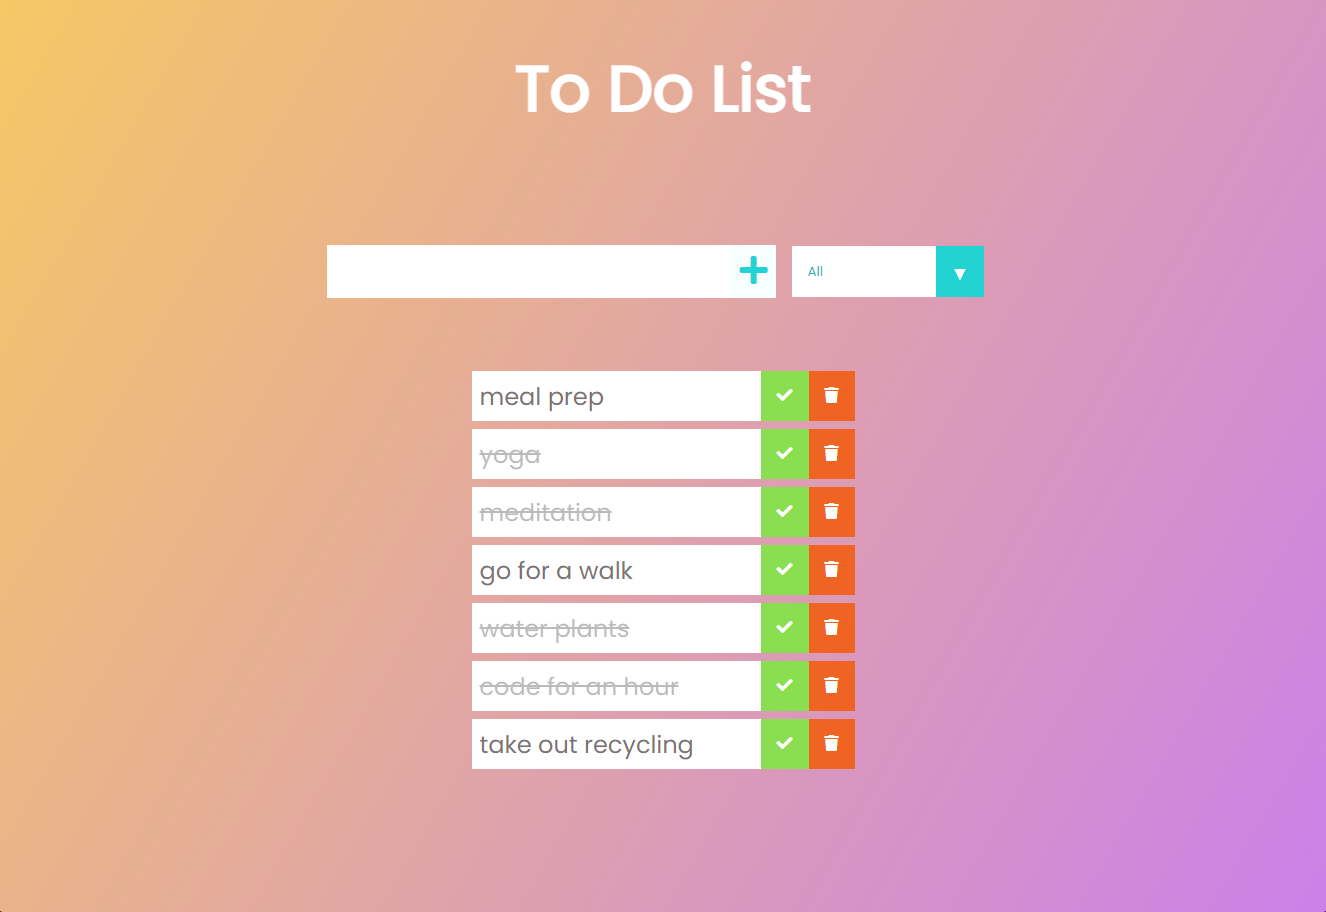 To Do List
All
meal prep
yoga
meditation
go for a walk
water plants
code for an hour
take out recycling